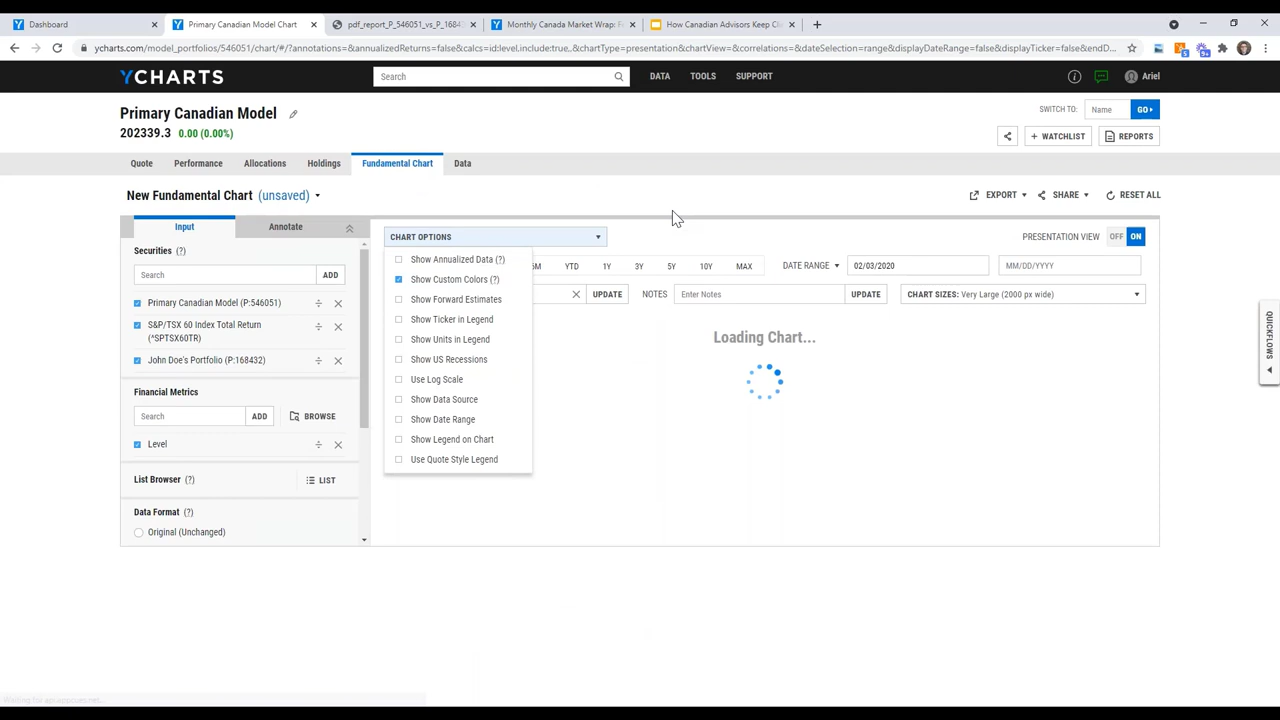 Dashboard
Primary Canadian Model Chart
pdf_report_P_546051_vs_P_1684
Monthly Canada Market Wrap: F
How Canadian Advisors Keep Cli
ycharts.com/model_portfolios/546051/chart/#/?annotations=&annualizedReturns=false&calcs=id:level,include:true,,&chartType=presentation&chartView=&correlations=&dateSelection=range&displayDateRange=false&displayTicker=false&endD
5
9+
YCHARTS
Search
DATA
TOOLS
SUPPORT
Ariel
Primary Canadian Model
SWITCH TO:
Name
GO
202339.3 0.00 (0.00%)
+ WATCHLIST
REPORTS
Quote
Performance
Allocations
Holdings
Fundamental Chart
Data
New Fundamental Chart (unsaved)
EXPORT
SHARE
RESET ALL
Input
Annotate
CHART OPTIONS
PRESENTATION VIEW
OFF
ON
Securities (?)
Search
ADD
Primary Canadian Model (P:546051)
S&P/TSX 60 Index Total Return
(^SPTSX60TR)
John Doe's Portfolio (P:168432)
Financial Metrics
Search
ADD
BROWSE
Level
List Browser (?)
LIST
Data Format (?)
Original (Unchanged)
Show Annualized Data (?)
Show Custom Colors (?)
Show Forward Estimates
Show Ticker in Legend
Show Units in Legend
Show US Recessions
Use Log Scale
Show Data Source
Show Date Range
Show Legend on Chart
Use Quote Style Legend
6M
YTD
1Y
3Y
5Y
10Y
MAX
DATE RANGE
02/03/2020
MM/DD/YYYY
UPDATE
NOTES
Enter Notes
UPDATE
CHART SIZES: Very Large (2000 px wide)
Loading Chart...
QUICKFLOWS